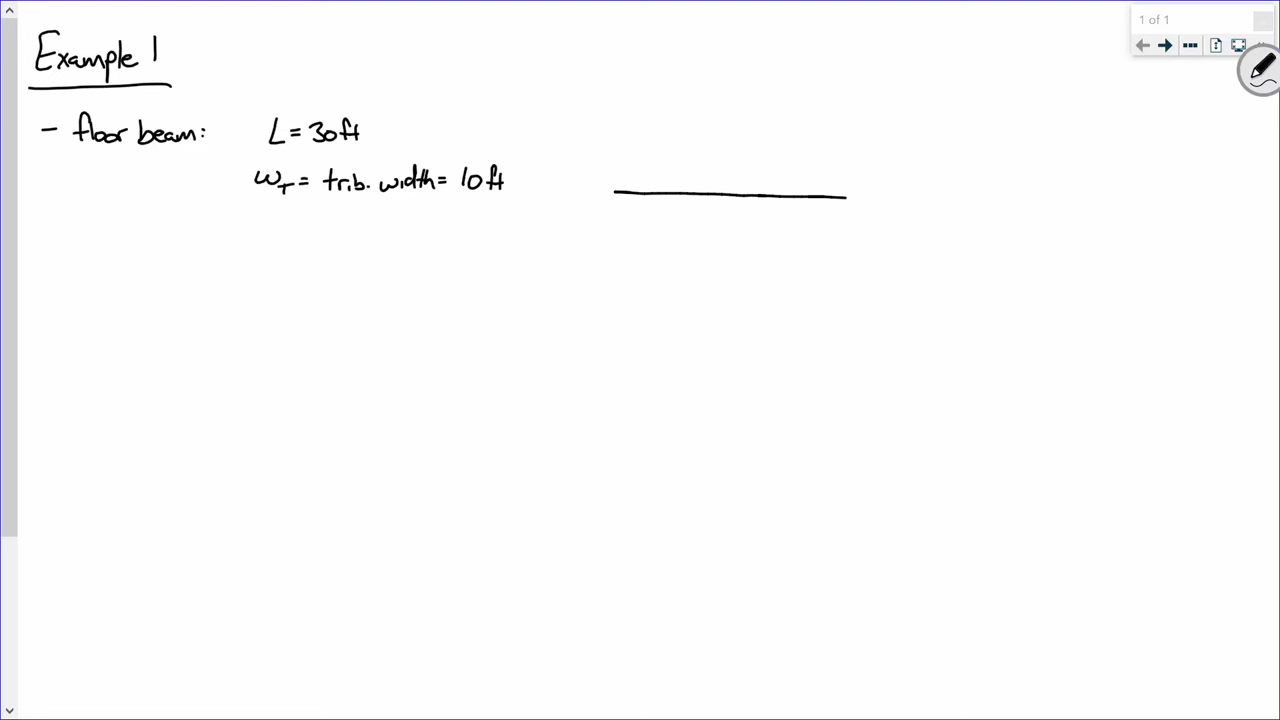 1 of 1
Example 1
- floor beam: L = 30ft
w_T = trib. width = 10ft